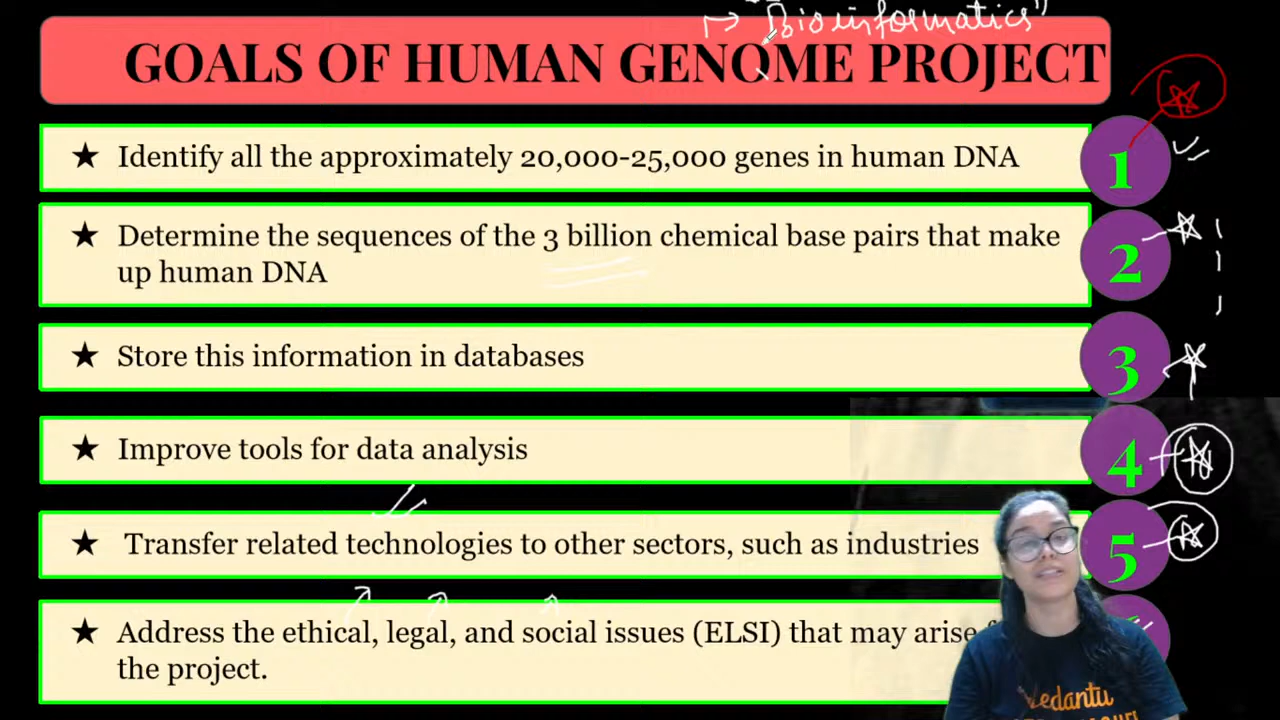 "Bioinformatics"
GOALS OF HUMAN GENOME PROJECT
★ Identify all the approximately 20,000-25,000 genes in human DNA
1
★ Determine the sequences of the 3 billion chemical base pairs that make
up human DNA
2
★ Store this information in databases
3
★ Improve tools for data analysis
4
★ Transfer related technologies to other sectors, such as industries
5
★ Address the ethical, legal, and social issues (ELSI) that may arise
the project.
Vedantu